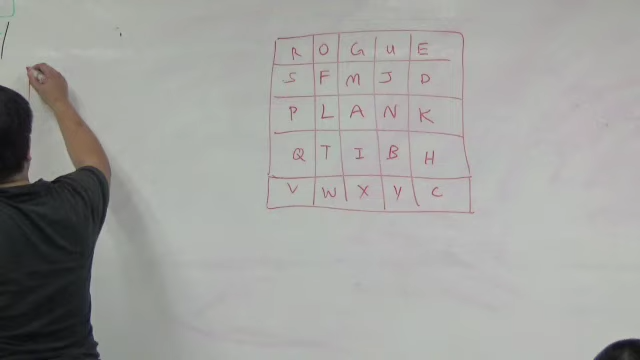 R O G U E
S F M J D
P L A N K
Q T I B H
V W X Y C